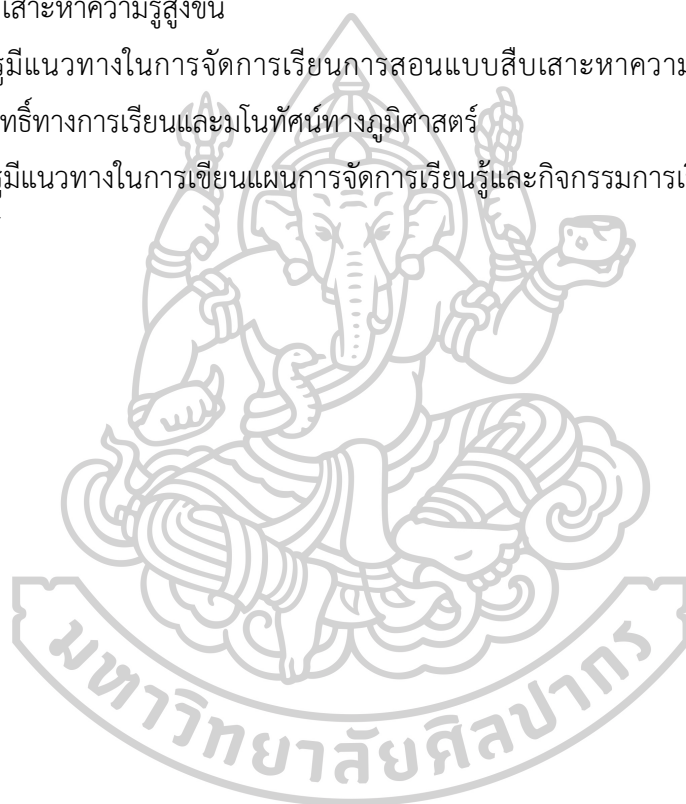 เสาะหาความรู้สูงขึ้น
รูมีแนวทางในการจัดการเรียนการสอนแบบสืบเสาะหาความ
ทธิ์ทางการเรียนและมโนทัศน์ทางภูมิศาสตร์
รูมีแนวทางในการเขียนแผนการจัดการเรียนรู้และกิจกรรมการเ
มหาวิทยาลัยศิลปากร